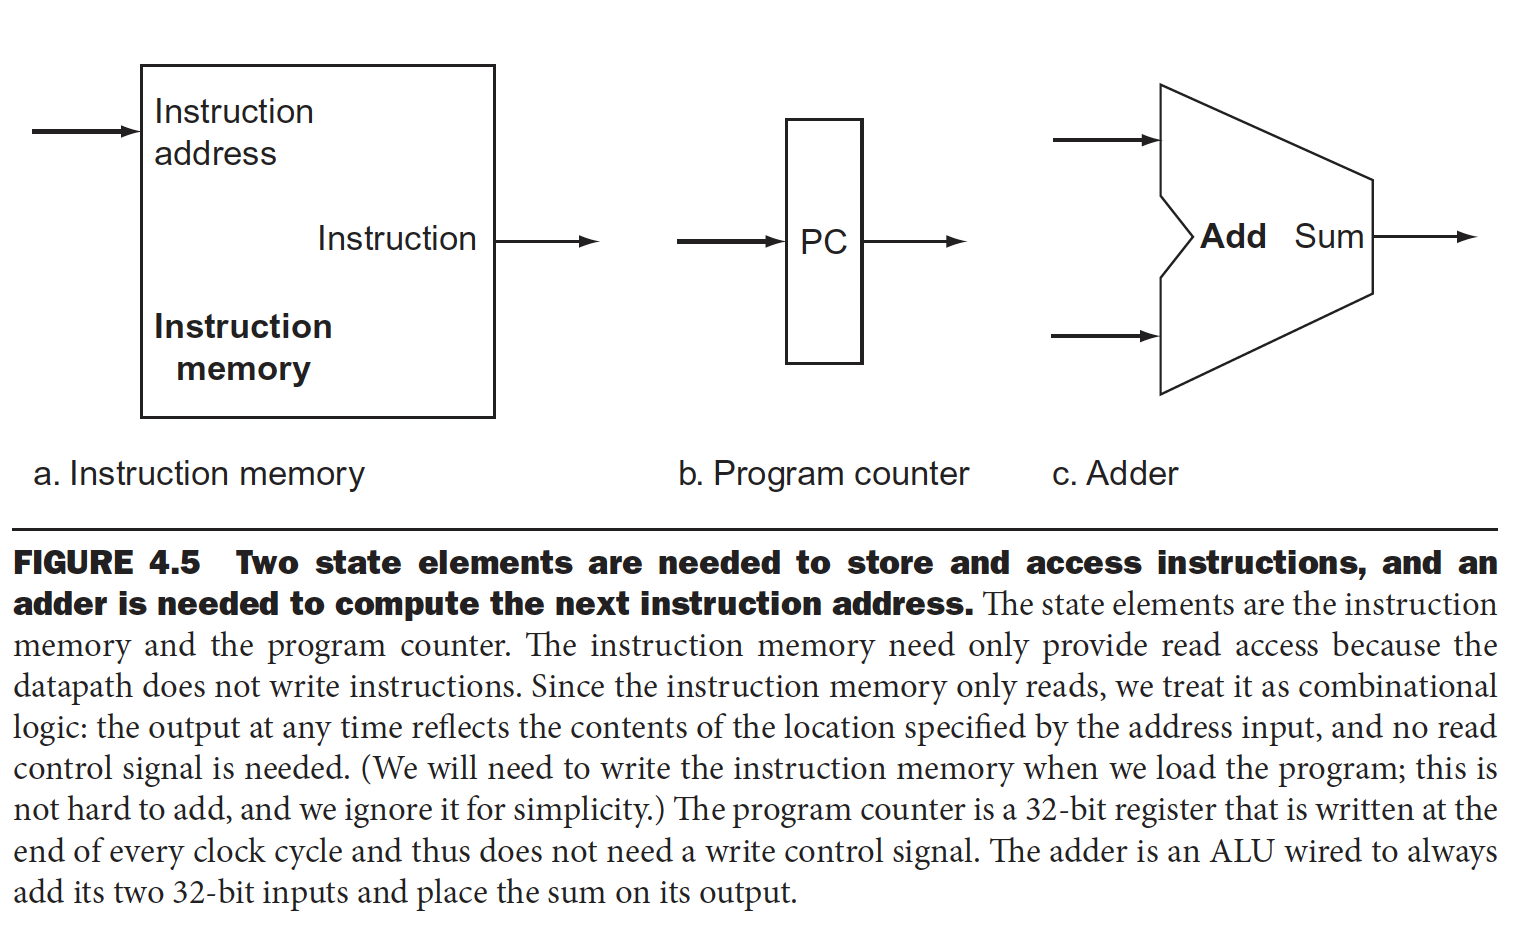 Instruction
address
Instruction
Instruction
memory
PC
Add Sum
a. Instruction memory
b. Program counter
c. Adder
FIGURE 4.5 Two state elements are needed to store and access instructions, and an
adder is needed to compute the next instruction address. The state elements are the instruction
memory and the program counter. The instruction memory need only provide read access because the
datapath does not write instructions. Since the instruction memory only reads, we treat it as combinational
logic: the output at any time reflects the contents of the location specified by the address input, and no read
control signal is needed. (We will need to write the instruction memory when we load the program; this is
not hard to add, and we ignore it for simplicity.) The program counter is a 32-bit register that is written at the
end of every clock cycle and thus does not need a write control signal. The adder is an ALU wired to always
add its two 32-bit inputs and place the sum on its output.